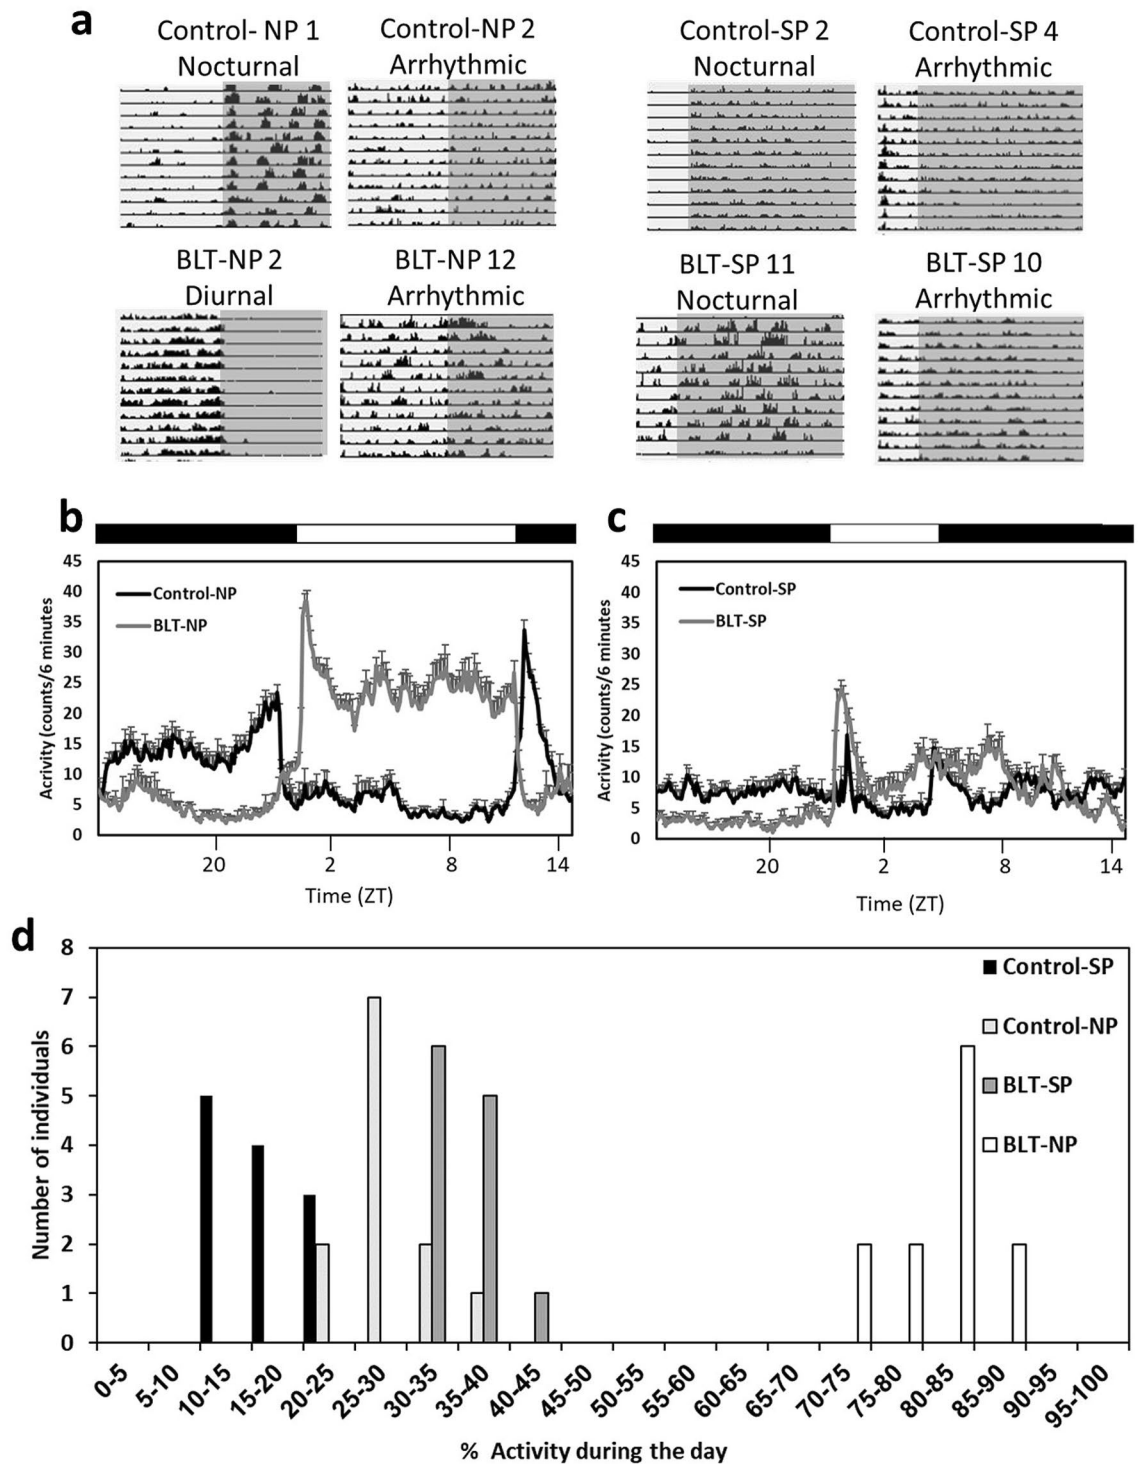 a
Control- NP 1
Nocturnal
Control-NP 2
Arrhythmic
Control-SP 2
Nocturnal
Control-SP 4
Arrhythmic
BLT-NP 2
Diurnal
BLT-NP 12
Arrhythmic
BLT-SP 11
Nocturnal
BLT-SP 10
Arrhythmic
b
45
40
35
30
25
20
15
10
5
0
Acrivity (counts/6 minutes
Control-NP
BLT-NP
20
2
8
14
Time (ZT)
c
45
40
35
30
25
20
15
10
5
0
Acrivity (counts/6 minutes
Control-SP
BLT-SP
20
2
8
14
Time (ZT)
d
8
7
6
5
4
3
2
1
0
Number of individuals
Control-SP
Control-NP
BLT-SP
BLT-NP
0-5
5-10
10-15
15-20
20-25
25-30
30-35
35-40
40-45
45-50
50-55
55-60
60-65
65-70
70-75
75-80
80-85
85-90
90-95
95-100
% Activity during the day